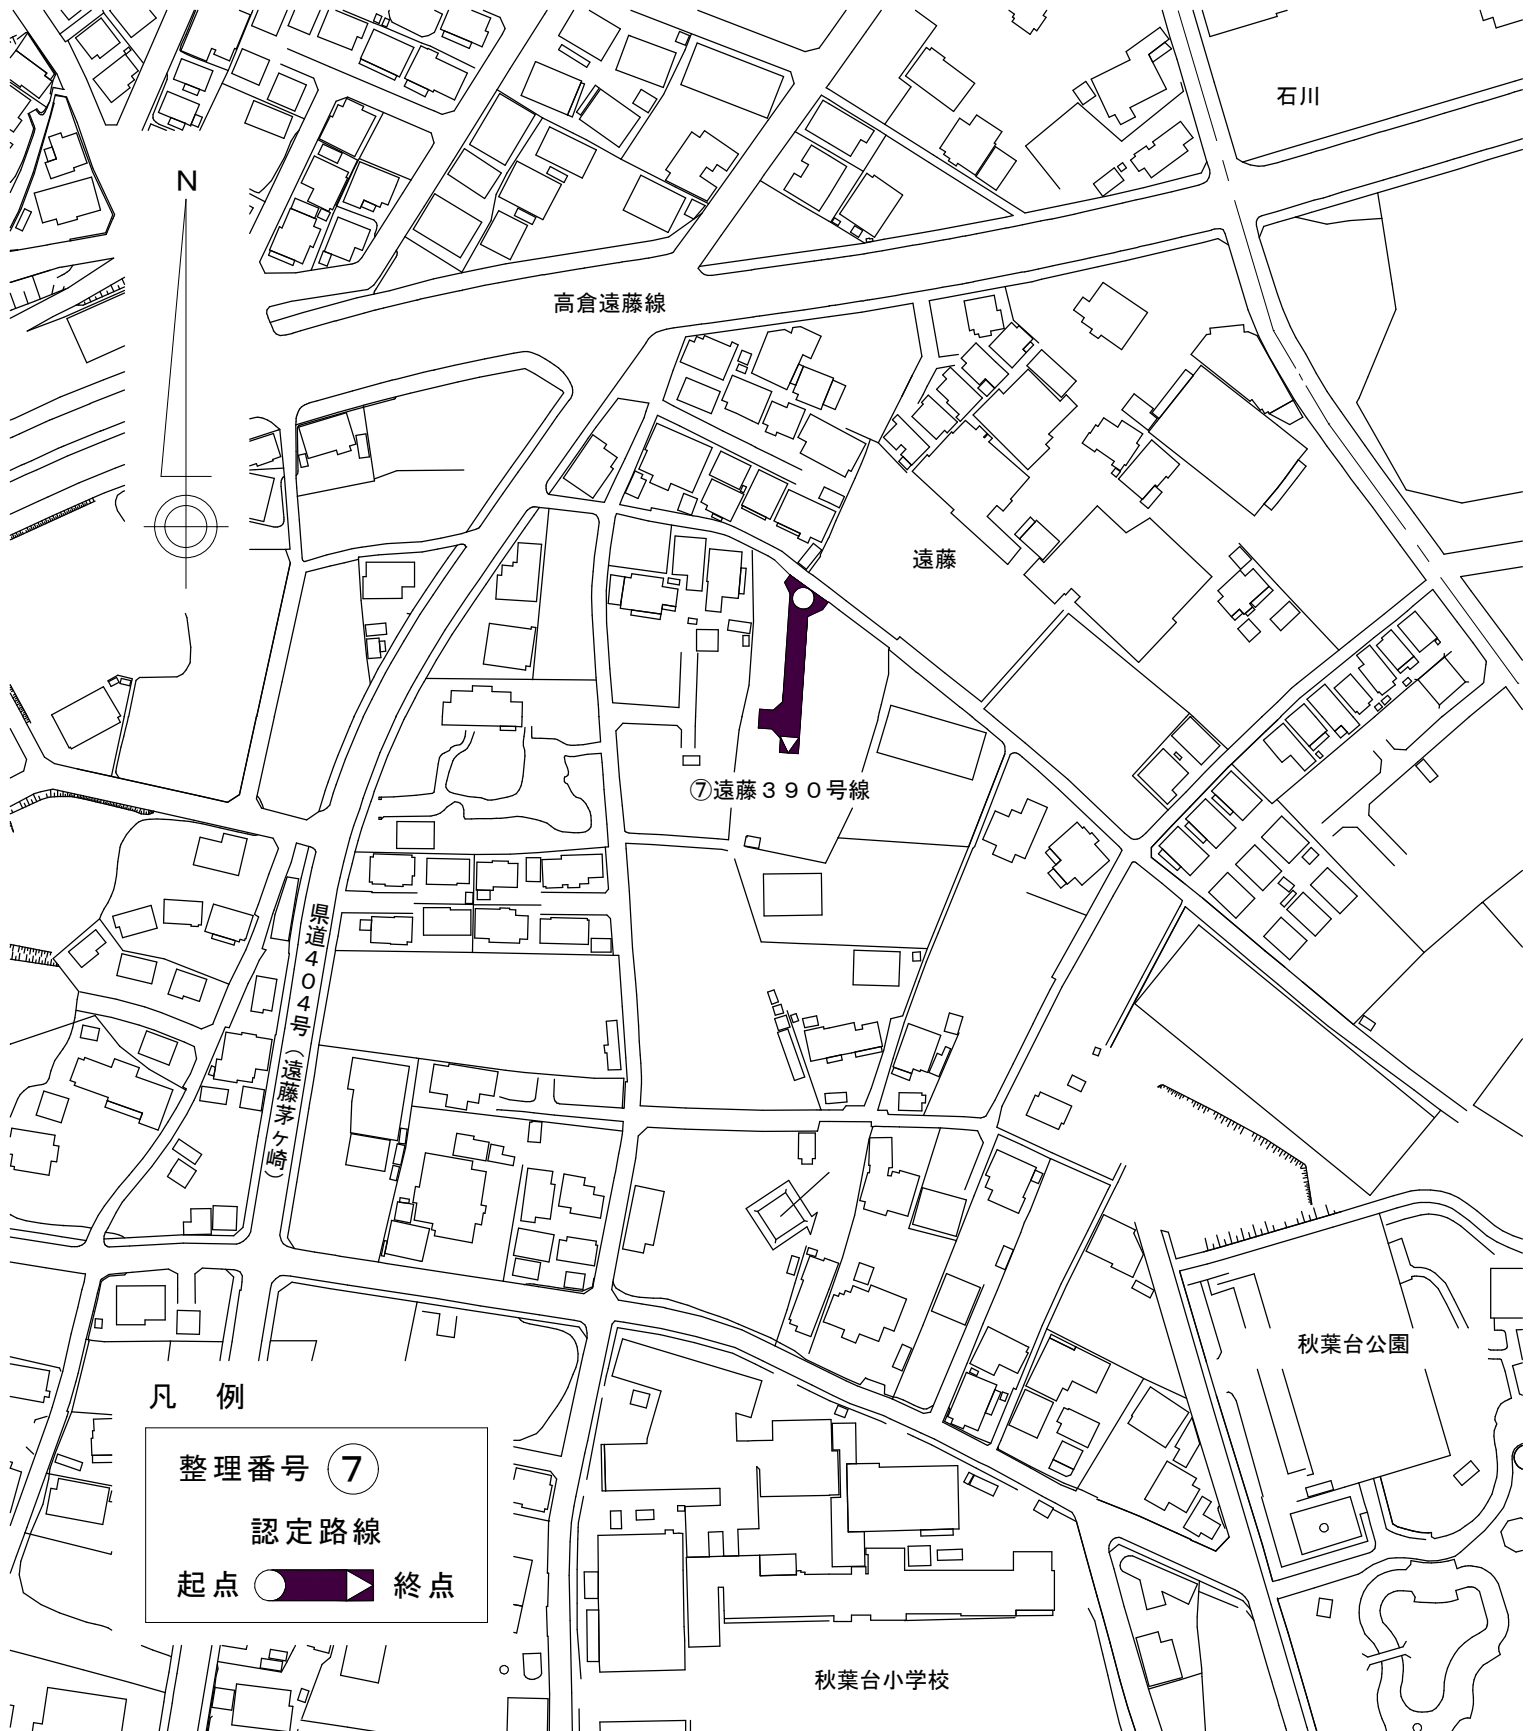 石川
N
高倉遠藤線
遠藤
⑦遠藤３９０号線
県道４０４号（遠藤茅ヶ崎）
秋葉台公園
凡　例
整理番号 ⑦
認定路線
起点 終点
秋葉台小学校